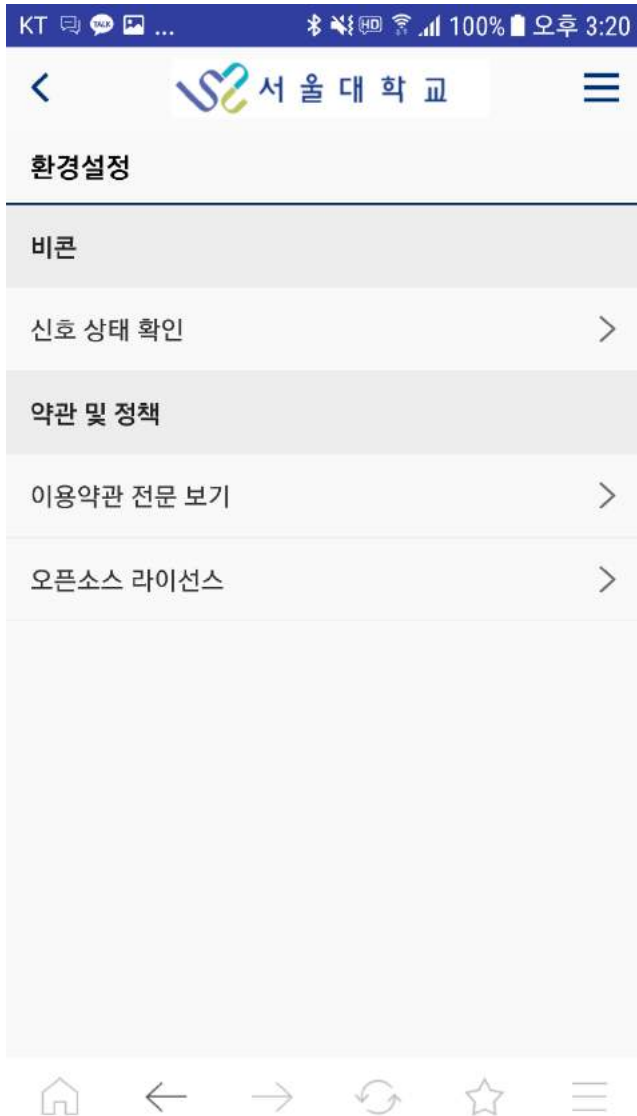 KT TALK ... HD 100% 오후 3:20
서울대학교
환경설정
비콘
신호 상태 확인
약관 및 정책
이용약관 전문 보기
오픈소스 라이선스